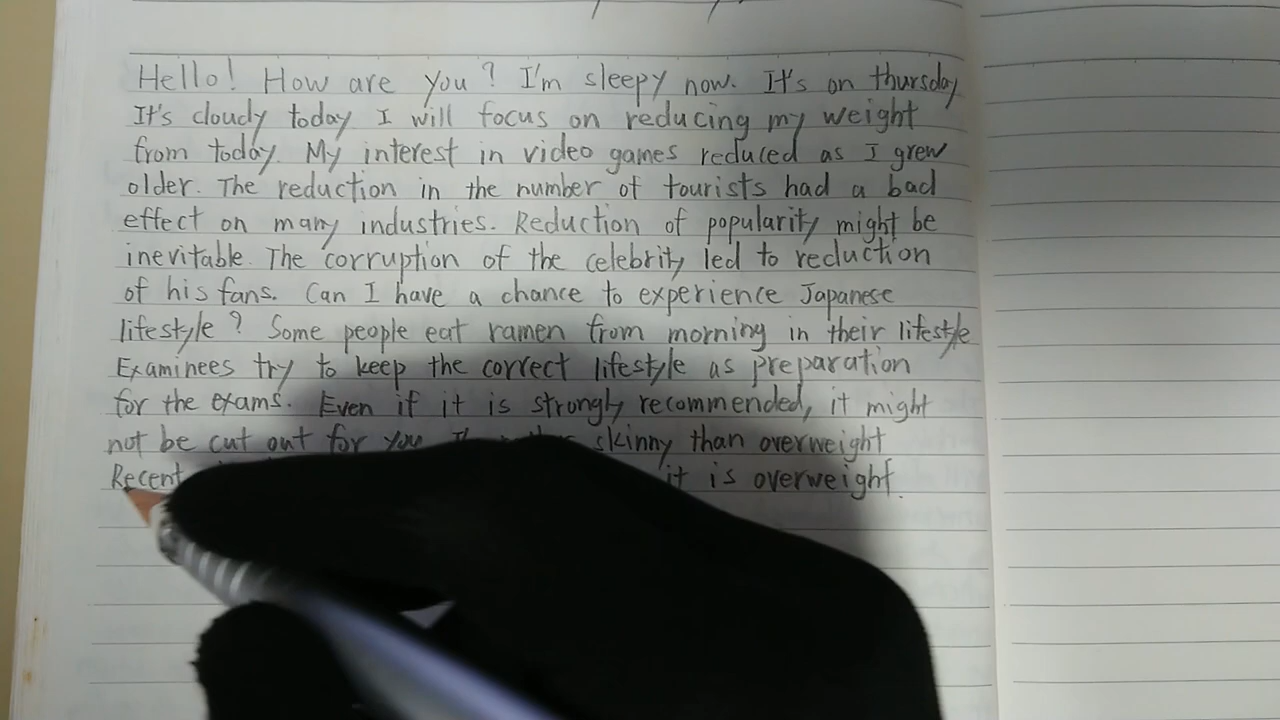 Hello! How are you? I'm sleepy now. It's on thursday
It's cloudy today I will focus on reducing my weight
from today. My interest in video games reduced as I grew
older. The reduction in the number of tourists had a bad
effect on many industries. Reduction of popularity might be
inevitable. The corruption of the celebrity led to reduction
of his fans. Can I have a chance to experience Japanese
lifestyle? Some people eat ramen from morning in their lifestyle
Examinees try to keep the correct lifestyle as preparation
for the exams. Even if it is strongly recommended, it might
not be cut out for you. skinny than overweight
Recent it is overweight.